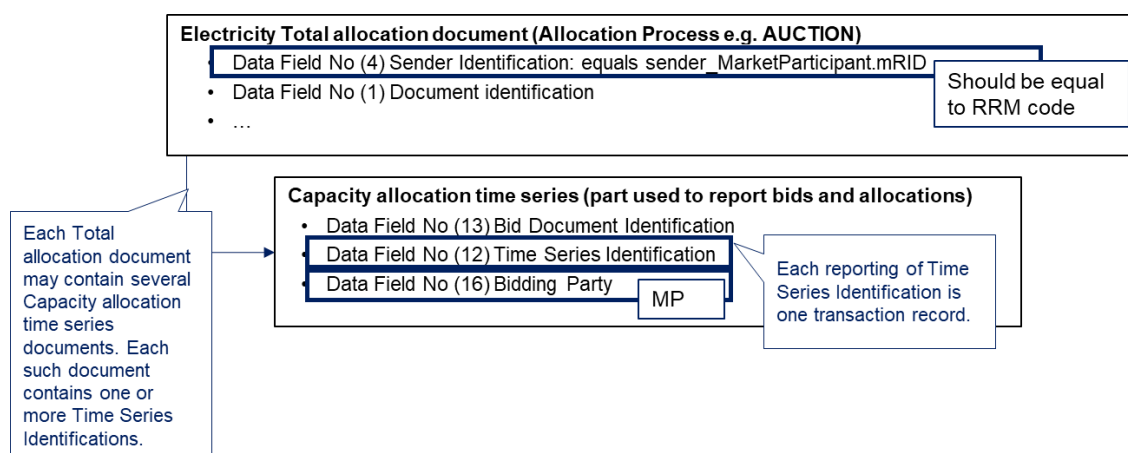 Electricity Total allocation document (Allocation Process e.g. AUCTION)
• Data Field No (4) Sender Identification: equals sender_MarketParticipant.mRID
Should be equal
to RRM code
• Data Field No (1) Document identification
• …
Capacity allocation time series (part used to report bids and allocations)
• Data Field No (13) Bid Document Identification
• Data Field No (12) Time Series Identification
• Data Field No (16) Bidding Party
MP
Each Total
allocation document
may contain several
Capacity allocation
time series
documents. Each
such document
contains one or
more Time Series
Identifications.
Each reporting of Time
Series Identification is
one transaction record.